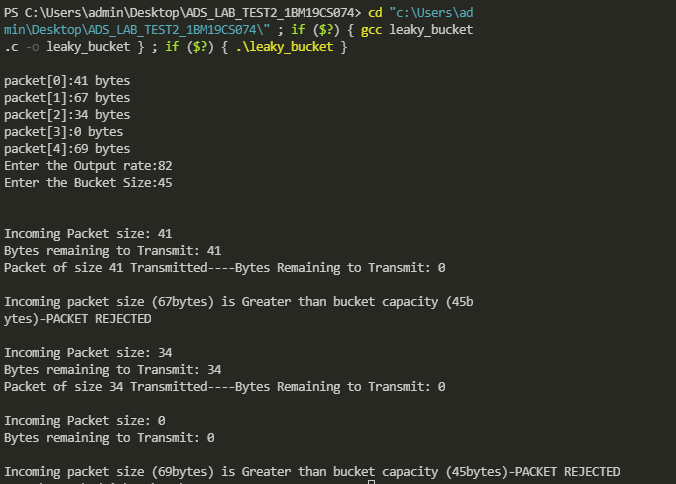 PS C:\Users\admin\Desktop\ADS_LAB_TEST2_1BM19CS074> cd "c:\Users\ad
min\Desktop\ADS_LAB_TEST2_1BM19CS074\" ; if ($?) { gcc leaky_bucket
.c -o leaky_bucket } ; if ($?) { .\leaky_bucket }
packet[0]:41 bytes
packet[1]:67 bytes
packet[2]:34 bytes
packet[3]:0 bytes
packet[4]:69 bytes
Enter the Output rate:82
Enter the Bucket Size:45
Incoming Packet size: 41
Bytes remaining to Transmit: 41
Packet of size 41 Transmitted----Bytes Remaining to Transmit: 0
Incoming packet size (67bytes) is Greater than bucket capacity (45b
ytes)-PACKET REJECTED
Incoming Packet size: 34
Bytes remaining to Transmit: 34
Packet of size 34 Transmitted----Bytes Remaining to Transmit: 0
Incoming Packet size: 0
Bytes remaining to Transmit: 0
Incoming packet size (69bytes) is Greater than bucket capacity (45bytes)-PACKET REJECTED